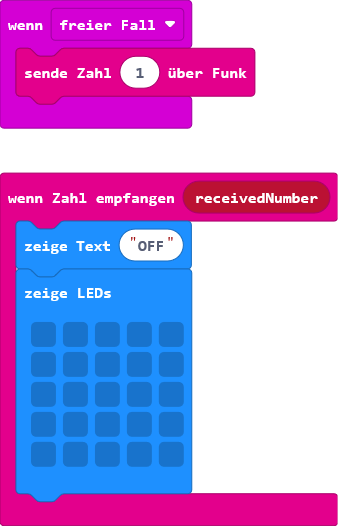 wenn freier Fall
sende Zahl 1 über Funk
wenn Zahl empfangen receivedNumber
zeige Text "OFF"
zeige LEDs